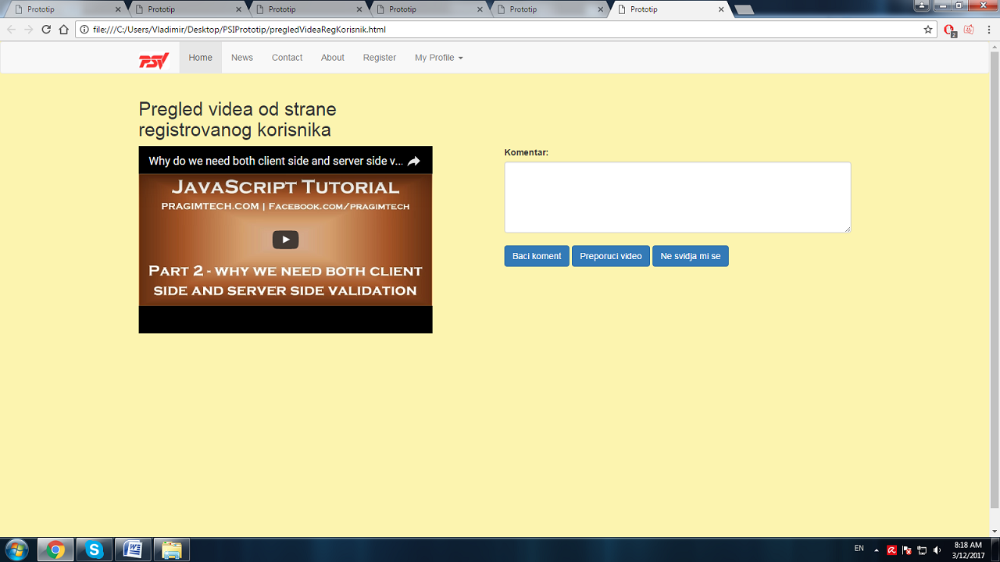 Prototip
Prototip
Prototip
Prototip
Prototip
Prototip
file:///C:/Users/Vladimir/Desktop/PSIPrototip/pregledVideaRegKorisnik.html
2
PSV
Home
News
Contact
About
Register
My Profile
Pregled videa od strane
registrovanog korisnika
Why do we need both client side and server side v...
JavaScript Tutorial
PRAGIMTECH.COM | Facebook.com/pragimtech
Part 2 - why we need both client
side and server side validation
Komentar:
Baci koment
Preporuci video
Ne svidja mi se
EN
8:18 AM
3/12/2017